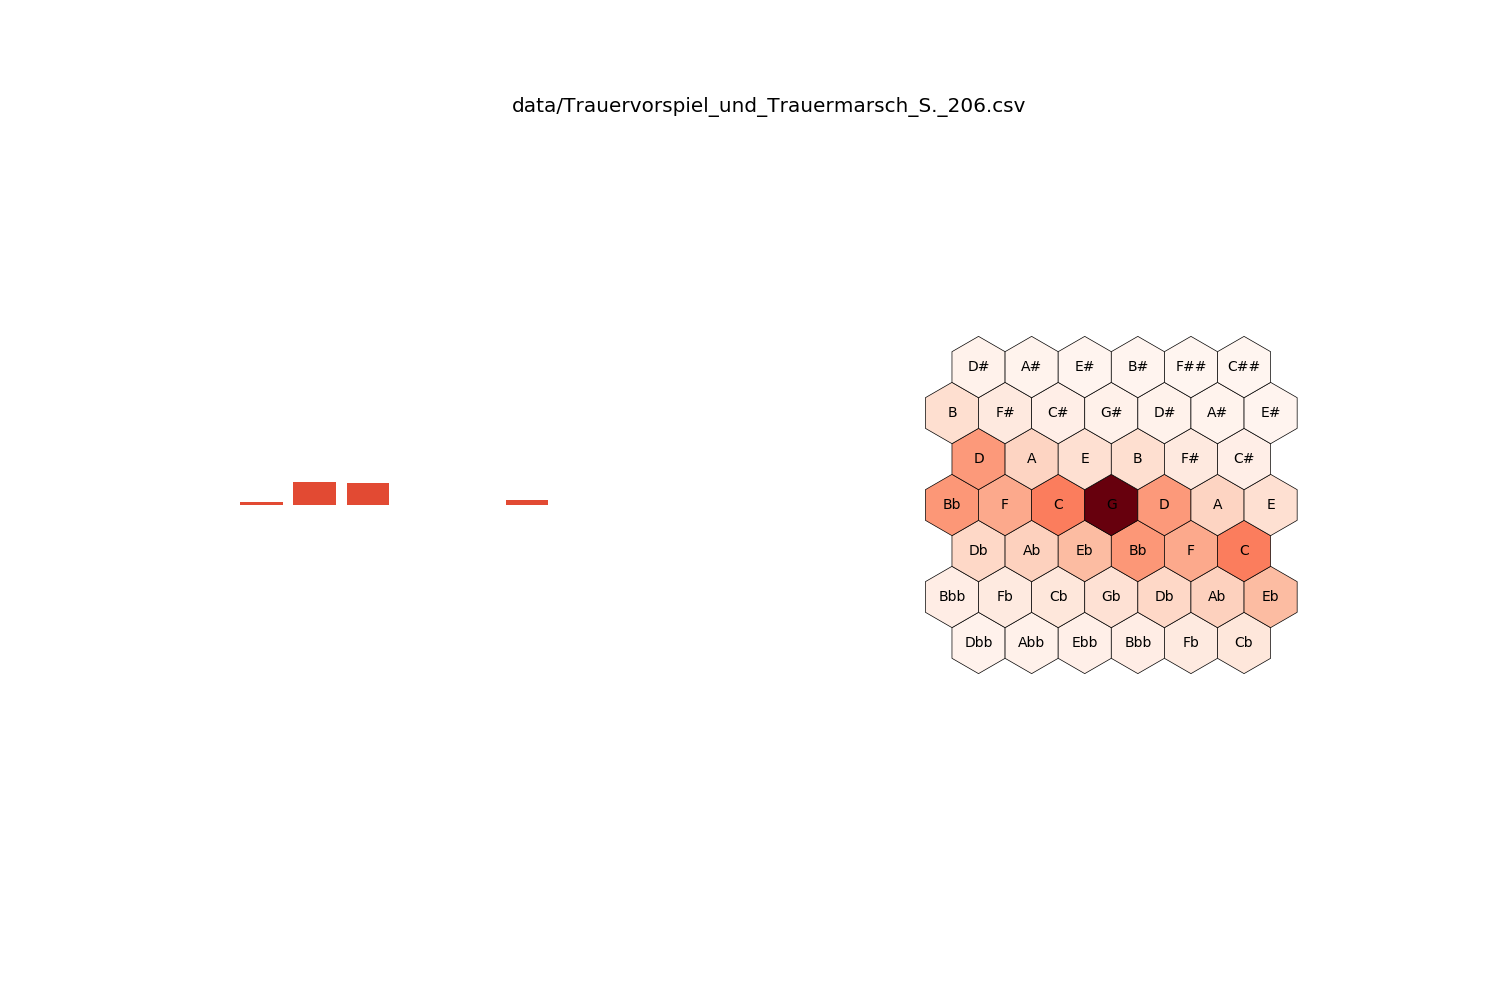 data/Trauervorspiel_und_Trauermarsch_S._206.csv
D# A# E# B# F## C##
B F# C# G# D# A# E#
D A E B F# C#
Bb F C G D A E
Db Ab Eb Bb F C
Bbb Fb Cb Gb Db Ab Eb
Dbb Abb Ebb Bbb Fb Cb